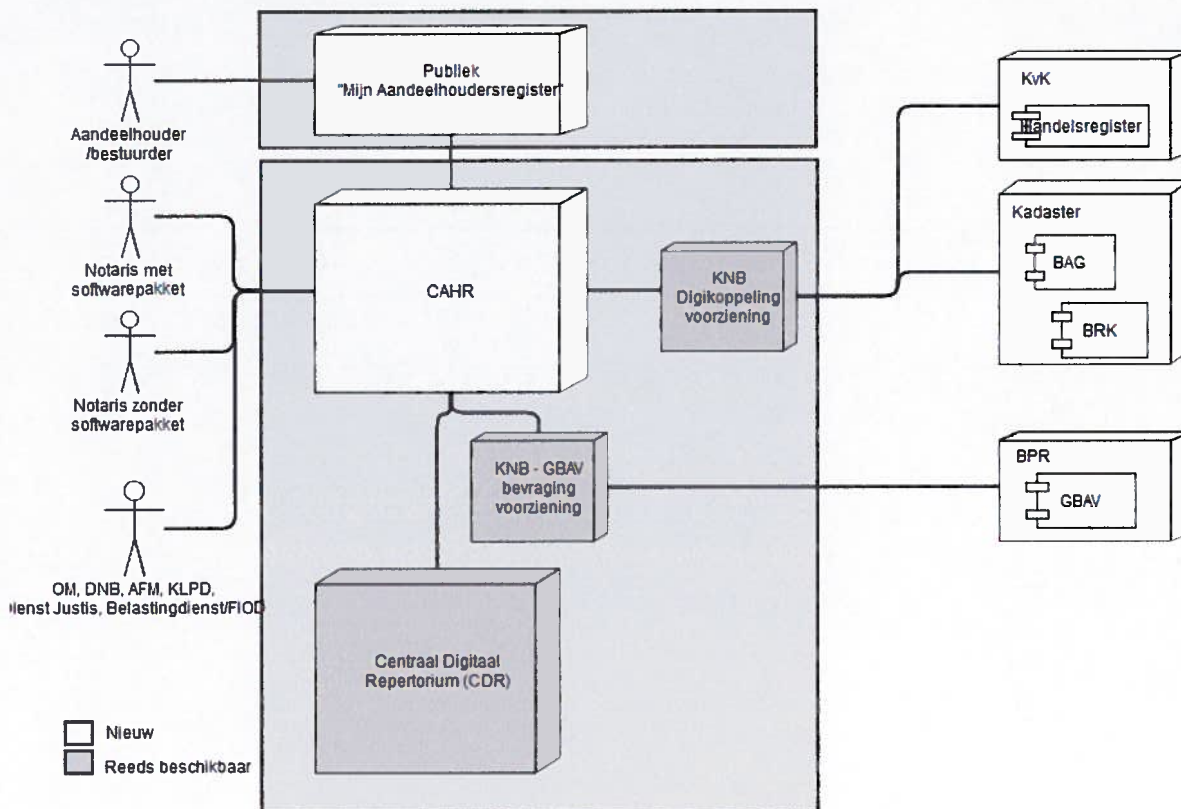 Publiek
"Mijn Aandeelhoudersregister"
Aandeelhouder
/bestuurder
KvK
Handelsregister
Notaris met
softwarepakket
CAHR
KNB
Digikoppeling
voorziening
Kadaster
BAG
BRK
Notaris zonder
softwarepakket
KNB - GBAV
bevraging
voorziening
BPR
GBAV
OM, DNB, AFM, KLPD,
ienst Justis, Belastingdienst/FIOD
Centraal Digitaal
Repertorium (CDR)
Nieuw
Reeds beschikbaar